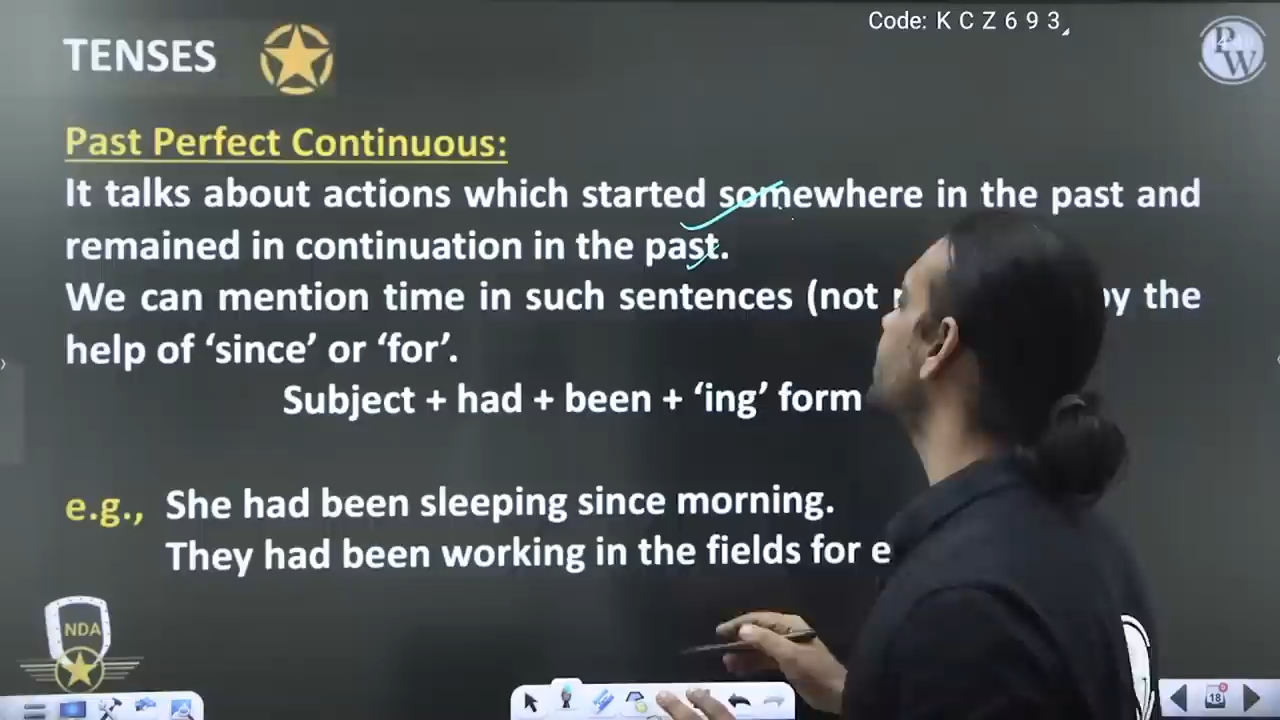 Code: K C Z 6 9 3
TENSES
PW
Past Perfect Continuous:
It talks about actions which started somewhere in the past and
remained in continuation in the past.
We can mention time in such sentences (not by the
help of ‘since’ or ‘for’.
Subject + had + been + ‘ing’ form
e.g., She had been sleeping since morning.
They had been working in the fields for
NDA
18